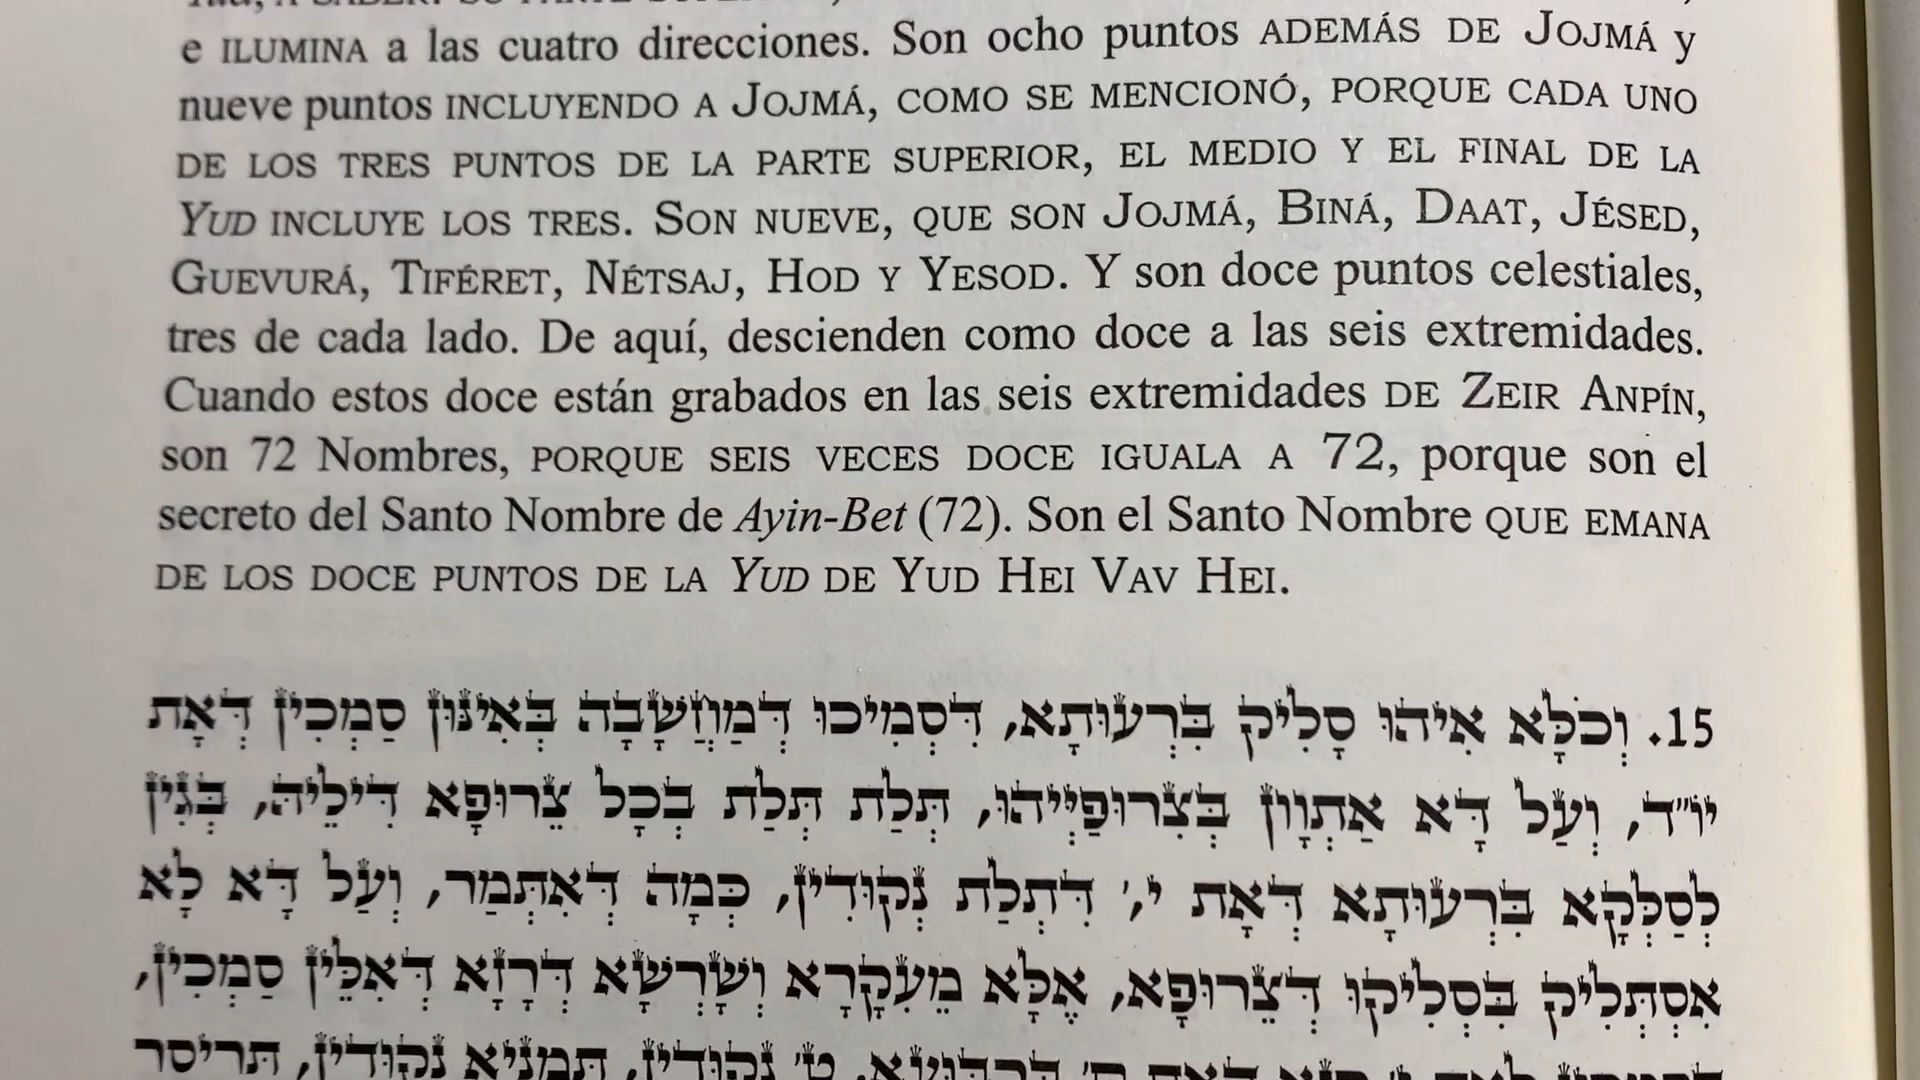 e ILUMINA a las cuatro direcciones. Son ocho puntos ADEMÁS DE JOJMÁ y
nueve puntos INCLUYENDO A JOJMÁ, COMO SE MENCIONÓ, PORQUE CADA UNO
DE LOS TRES PUNTOS DE LA PARTE SUPERIOR, EL MEDIO Y EL FINAL DE LA
YUD INCLUYE LOS TRES. SON NUEVE, QUE SON JOJMÁ, BINÁ, DAAT, JÉSED,
GUEVURÁ, TIFÉRET, NÉTSAJ, HOD Y YESOD. Y son doce puntos celestiales,
tres de cada lado. De aquí, descienden como doce a las seis extremidades.
Cuando estos doce están grabados en las seis extremidades DE ZEIR ANPÍN,
son 72 Nombres, PORQUE SEIS VECES DOCE IGUALA A 72, porque son el
secreto del Santo Nombre de Ayin-Bet (72). Son el Santo Nombre QUE EMANA
DE LOS DOCE PUNTOS DE LA YUD DE YUD HEI VAV HEI.
15. וְכֹלָּא אִיהוּ סָלִיק בִּרְעוּתָא, דִּסְמִיכוּ דְּמַחֲשָׁבָה בְּאִינּוּן סַמְכִין דְּאָת
יוֹ"ד, וְעַל דָּא אַתְוָון בְּצִרוּפַיְיהוּ, תְּלַת תְּלַת בְּכָל צֵרוּפָא דִּילֵיהּ, בְּגִין
לְסַלְּקָא בִּרְעוּתָא דְּאָת י', דִּתְלַת נְקוּדִין, כְּמָה דְּאִתְּמַר, וְעַל דָּא לָא
אִסְתְּלִיק בִּסְלִיקוּ דְּצֵרוּפָא, אֶלָּא מֵעִקָּרָא וְשָׁרְשָׁא דְּרָזָא דְּאִלֵּין סַמְכִין,
ט' נְקוּדִין, תְּמַנְיָא נְקוּדִין, תְּרֵיסַר